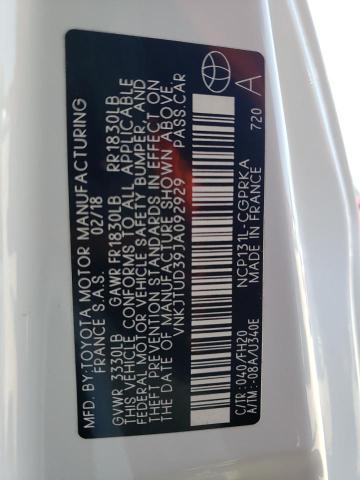 MFD. BY: TOYOTA MOTOR MANUFACTURING
FRANCE S.A.S. 02/18
GVWR 3330LB GAWR FR1830LB RR1830LB
THIS VEHICLE CONFORMS TO ALL APPLICABLE
FEDERAL MOTOR VEHICLE SAFETY, BUMPER, AND
THEFT PREVENTION STANDARDS IN EFFECT ON
THE DATE OF MANUFACTURE SHOWN ABOVE.
VNKJTUD39JA092929 PASS.CAR
C/TR: 040/FH20 NCP131L-CGPRKA
A/TM: -08A/U340E MADE IN FRANCE
720
A